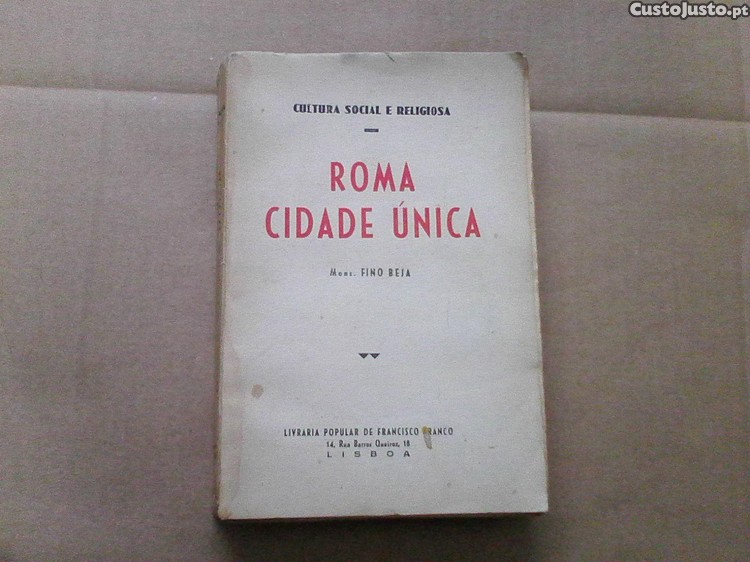 CustoJusto.pt
CULTURA SOCIAL E RELIGIOSA
ROMA
CIDADE ÚNICA
Mons. FINO BEJA
LIVRARIA POPULAR DE FRANCISCO FRANCO
14, Rua Barros Queiroz, 18
LISBOA